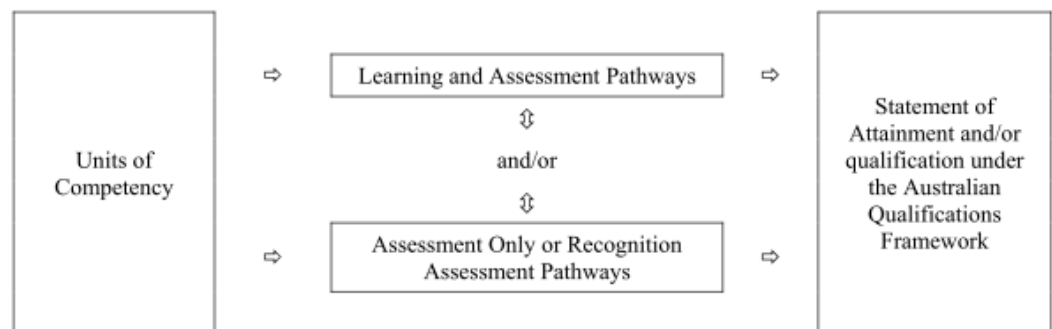 Units of
Competency
Learning and Assessment Pathways
and/or
Assessment Only or Recognition
Assessment Pathways
Statement of
Attainment and/or
qualification under
the Australian
Qualifications
Framework